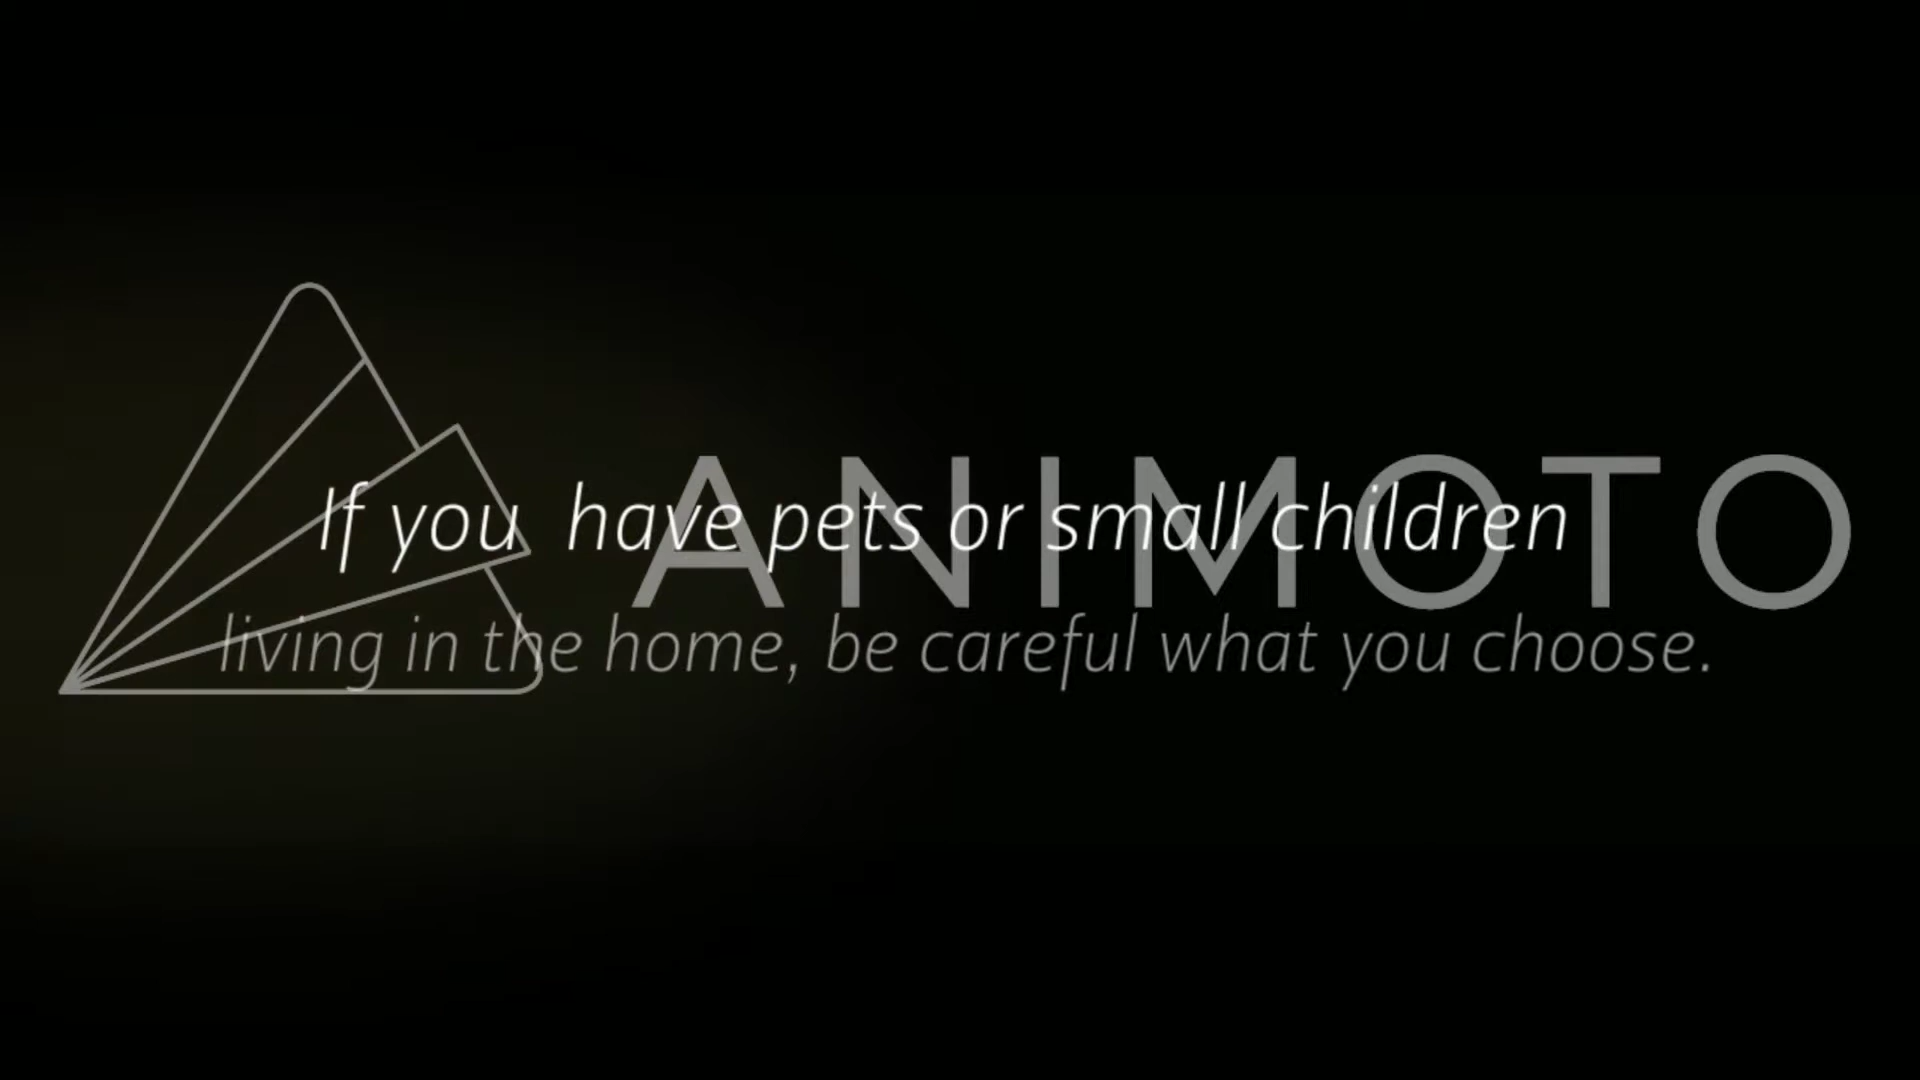 If you  have pets or small children
ANIMOTO
living in the home, be careful what you choose.